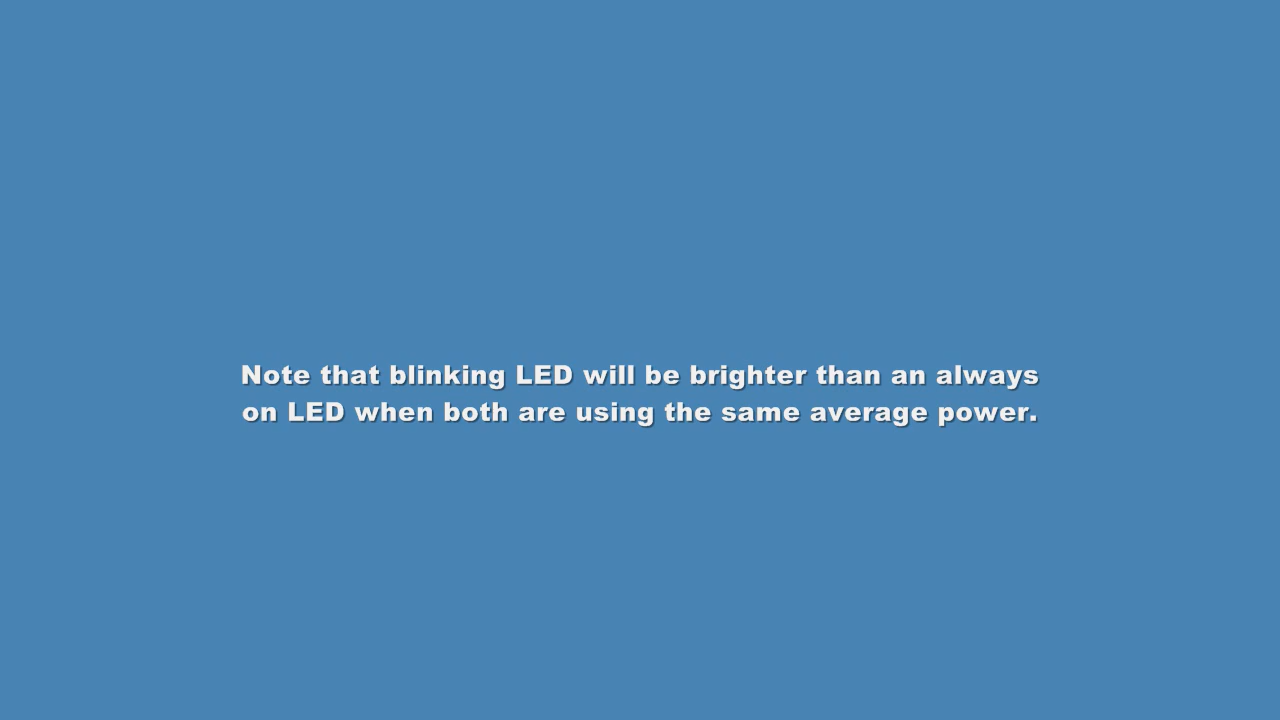 Note that blinking LED will be brighter than an always
on LED when both are using the same average power.